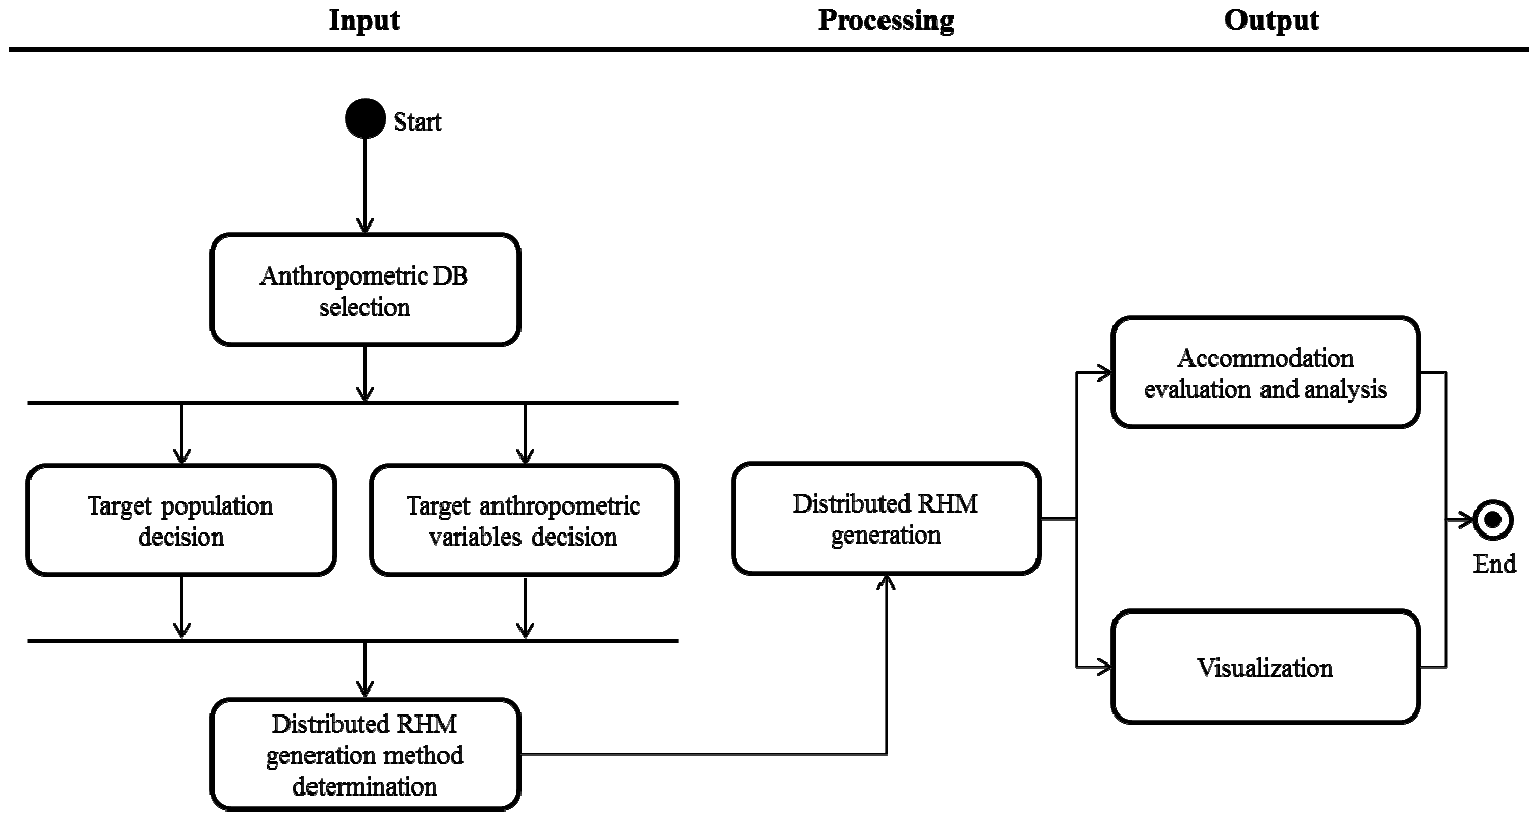 Input
Processing
Output
Start
Anthropometric DB
selection
Target population
decision
Target anthropometric
variables decision
Distributed RHM
generation method
determination
Distributed RHM
generation
Accommodation
evaluation and analysis
Visualization
End